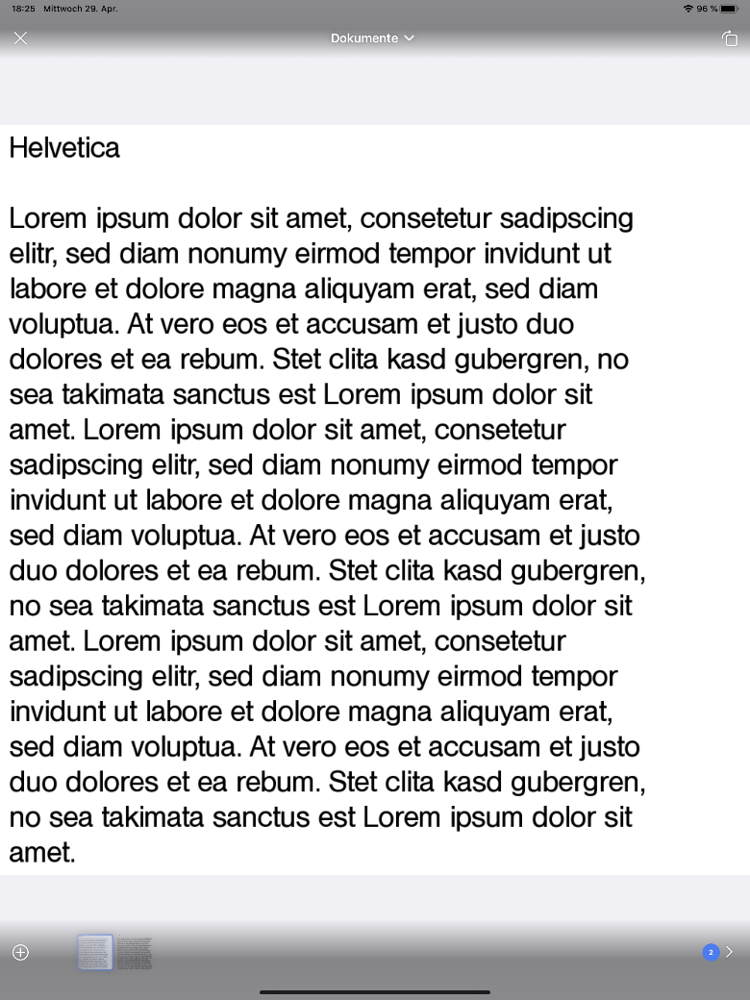 18:25 Mittwoch 29. Apr. 96 %
Dokumente
Helvetica
Lorem ipsum dolor sit amet, consetetur sadipscing
elitr, sed diam nonumy eirmod tempor invidunt ut
labore et dolore magna aliquyam erat, sed diam
voluptua. At vero eos et accusam et justo duo
dolores et ea rebum. Stet clita kasd gubergren, no
sea takimata sanctus est Lorem ipsum dolor sit
amet. Lorem ipsum dolor sit amet, consetetur
sadipscing elitr, sed diam nonumy eirmod tempor
invidunt ut labore et dolore magna aliquyam erat,
sed diam voluptua. At vero eos et accusam et justo
duo dolores et ea rebum. Stet clita kasd gubergren,
no sea takimata sanctus est Lorem ipsum dolor sit
amet. Lorem ipsum dolor sit amet, consetetur
sadipscing elitr, sed diam nonumy eirmod tempor
invidunt ut labore et dolore magna aliquyam erat,
sed diam voluptua. At vero eos et accusam et justo
duo dolores et ea rebum. Stet clita kasd gubergren,
no sea takimata sanctus est Lorem ipsum dolor sit
amet.
2